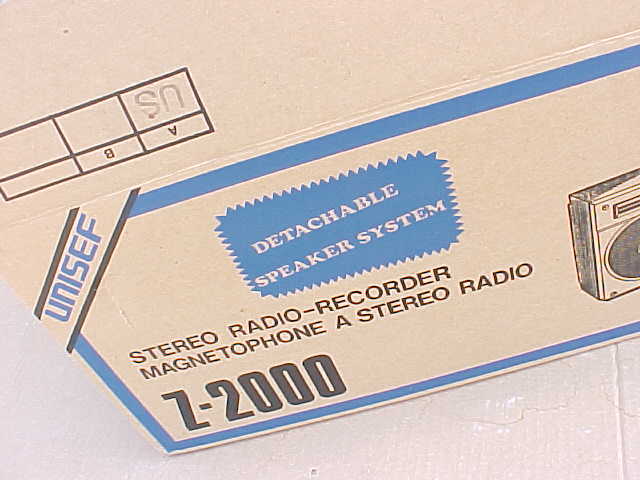 US
A
B
UNISEF
DETACHABLE
SPEAKER SYSTEM
STEREO RADIO-RECORDER
MAGNETOPHONE A STEREO RADIO
Z-2000